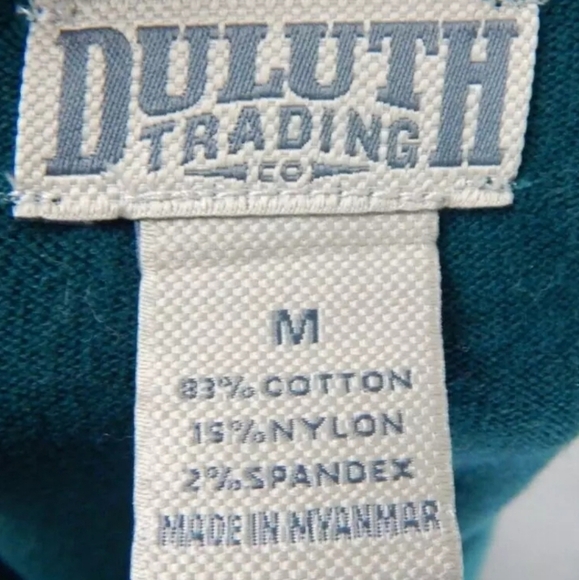 DULUTH
TRADING
CO
M
83% COTTON
15% NYLON
2% SPANDEX
MADE IN MYANMAR